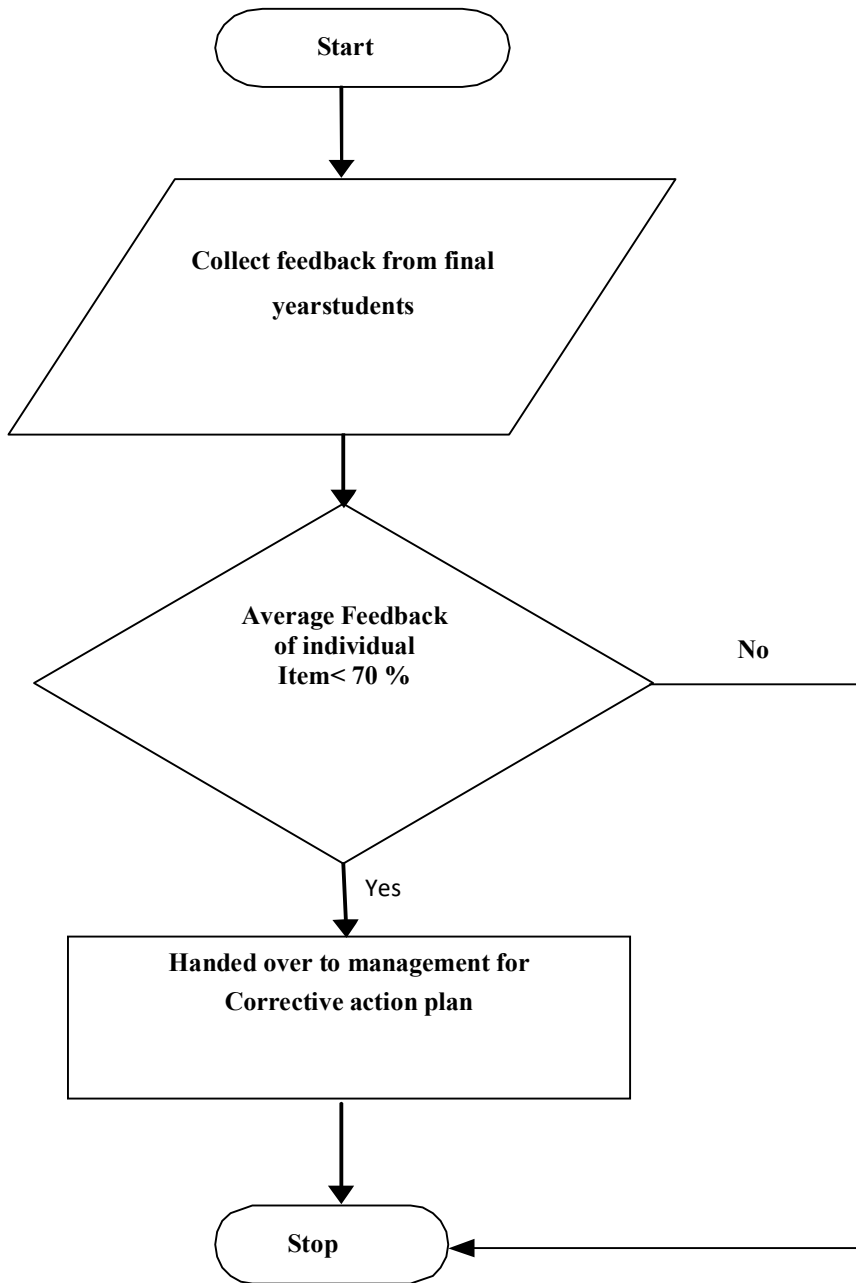 Start
Collect feedback from final
yearstudents
Average Feedback
of individual
Item< 70 %
No
Yes
Handed over to management for
Corrective action plan
Stop